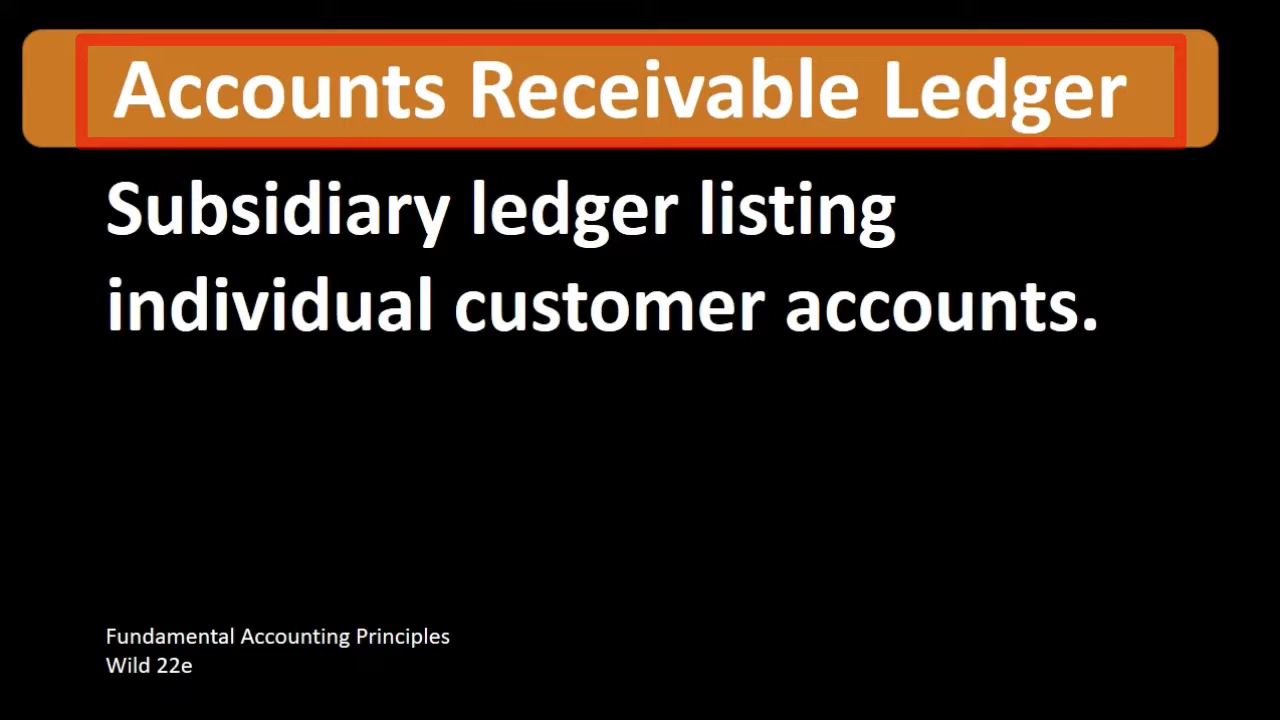 Accounts Receivable Ledger
Subsidiary ledger listing
individual customer accounts.
Fundamental Accounting Principles
Wild 22e